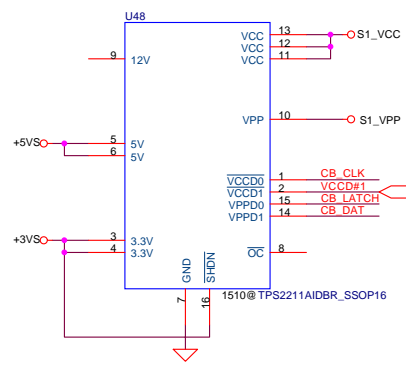 U48
13 VCC S1_VCC
12 VCC
11 VCC
9 12V
10 VPP S1_VPP
+5VS 5 5V
6 5V
1 VCCD0 CB_CLK
2 VCCD1 VCCD#1
15 VPPD0 CB_LATCH
14 VPPD1 CB_DAT
+3VS 3 3.3V
4 3.3V
8 OC
GND SHDN
7 16
1510@ TPS2211AIDBR_SSOP16